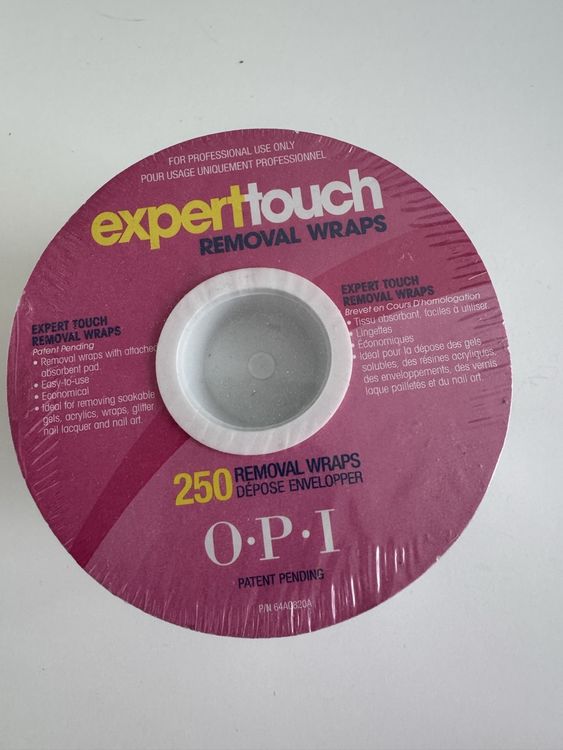 FOR PROFESSIONAL USE ONLY
POUR USAGE UNIQUEMENT PROFESSIONNEL
experttouch
REMOVAL WRAPS
EXPERT TOUCH
REMOVAL WRAPS
Patent Pending
• Removal wraps with attached
absorbent pad
• Easy-to-use
• Economical
• Ideal for removing soakable
gels, acrylics, wraps, glitter
nail lacquer and nail art.
EXPERT TOUCH
REMOVAL WRAPS
Brevet en Cours D'homologation
• Tissu absorbant, faciles à utiliser
• Lingettes
• Économiques
• Idéal pour la dépose des gels
solubles, des résines acryliques,
des enveloppements, des vernis
laque pailletés et du nail art.
250 REMOVAL WRAPS
DÉPOSE ENVELOPPER
O·P·I
PATENT PENDING
P/N 64A0820A